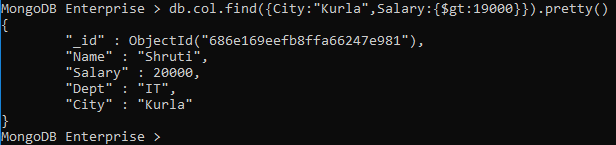 MongoDB Enterprise > db.col.find({City:"Kurla",Salary:{$gt:19000}}).pretty()
{
        "_id" : ObjectId("686e169eefb8ffa66247e981"),
        "Name" : "Shruti",
        "Salary" : 20000,
        "Dept" : "IT",
        "City" : "Kurla"
}
MongoDB Enterprise >